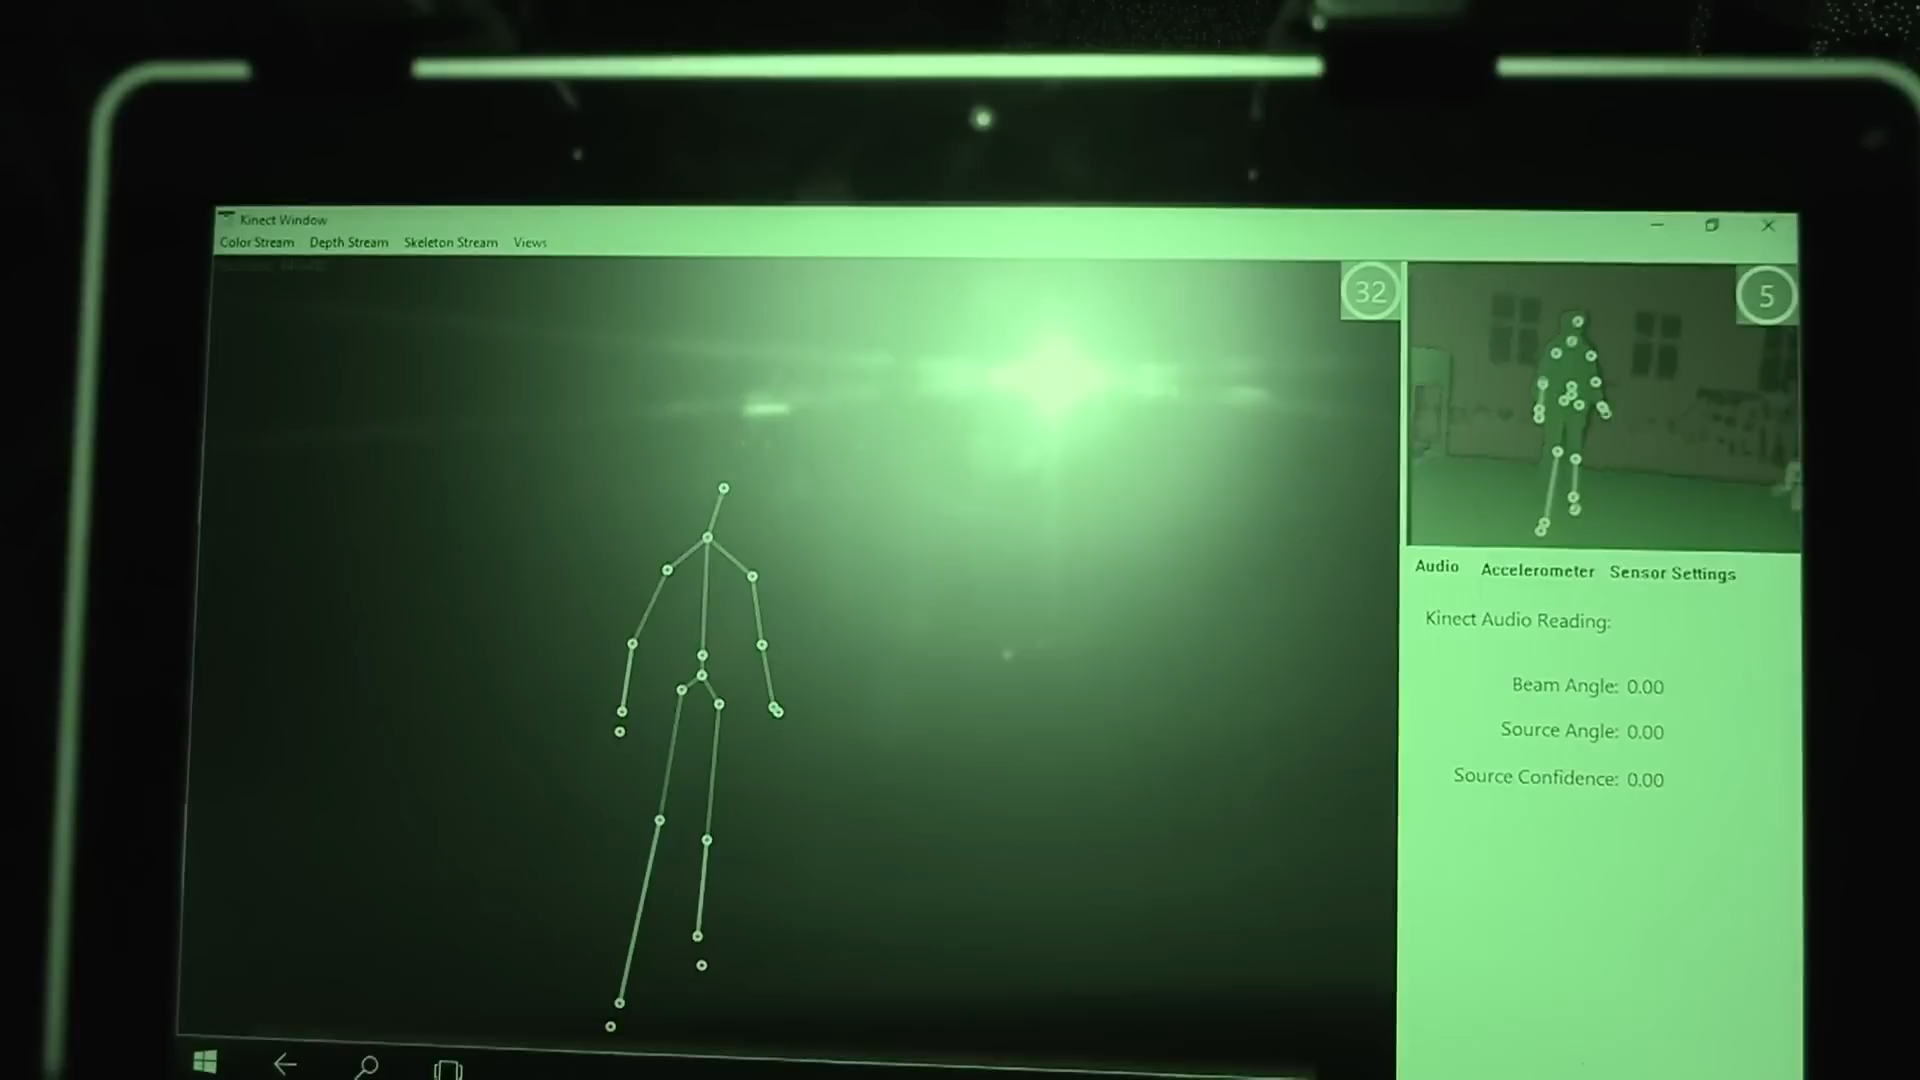 Kinect Window
Color Stream Depth Stream Skeleton Stream Views
32
5
Audio Accelerometer Sensor Settings
Kinect Audio Reading:
Beam Angle: 0.00
Source Angle: 0.00
Source Confidence: 0.00